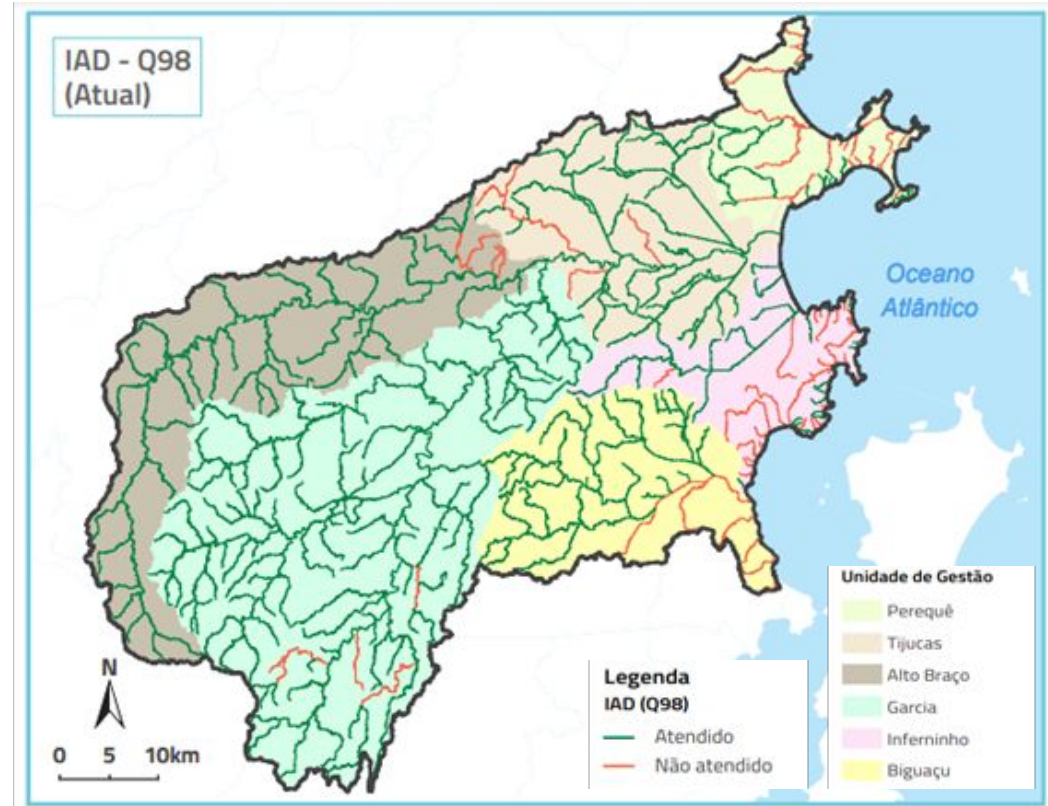 IAD - Q98
(Atual)
Oceano
Atlântico
N
0 5 10km
Legenda
IAD (Q98)
Atendido
Não atendido
Unidade de Gestão
Perequê
Tijucas
Alto Braço
Garcia
Inferninho
Biguaçu